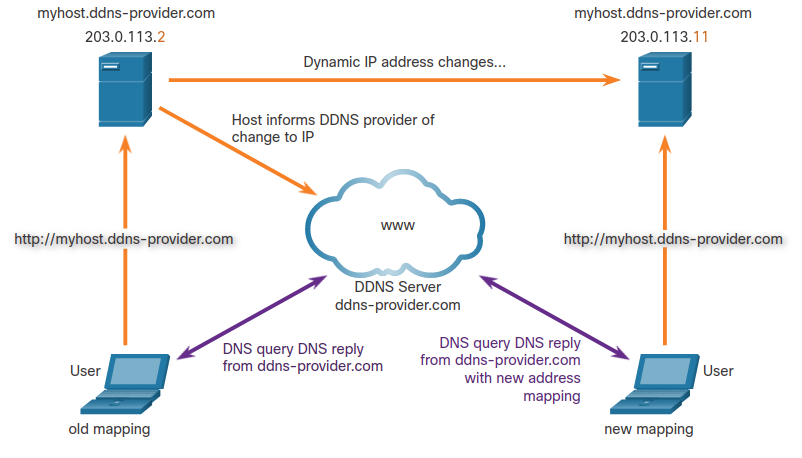 myhost.ddns-provider.com
203.0.113.2
myhost.ddns-provider.com
203.0.113.11
Dynamic IP address changes...
Host informs DDNS provider of
change to IP
www
http://myhost.ddns-provider.com
http://myhost.ddns-provider.com
DDNS Server
ddns-provider.com
DNS query DNS reply
from ddns-provider.com
DNS query DNS reply
from ddns-provider.com
with new address
mapping
User
old mapping
User
new mapping